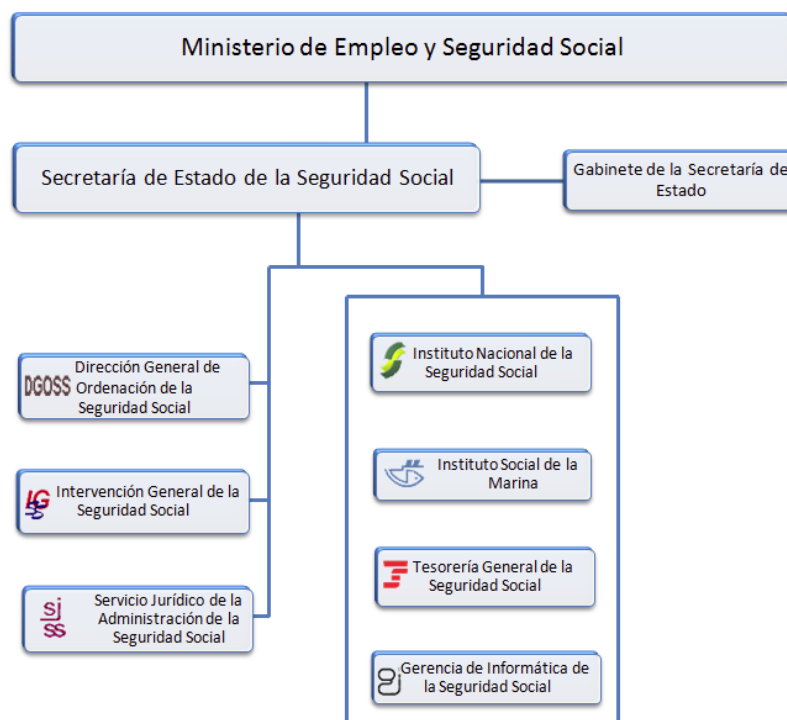 Ministerio de Empleo y Seguridad Social
Secretaría de Estado de la Seguridad Social
Gabinete de la Secretaría de
Estado
DGOSS
Dirección General de
Ordenación de la
Seguridad Social
IGSS
Intervención General de la
Seguridad Social
sj
ss
Servicio Jurídico de la
Administración de la
Seguridad Social
Instituto Nacional de la
Seguridad Social
Instituto Social de la
Marina
Tesorería General de la
Seguridad Social
Gerencia de Informática de
la Seguridad Social